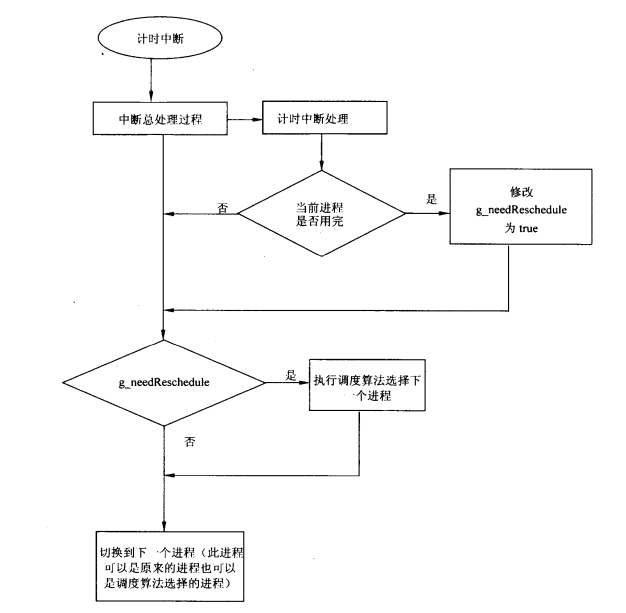 计时中断
中断总处理过程
计时中断处理
当前进程
是否用完
否
是
修改
g_needReschedule
为 true
g_needReschedule
是
执行调度算法选择下
一个进程
否
切换到下一个进程（此进程
可以是原来的进程也可以
是调度算法选择的进程）